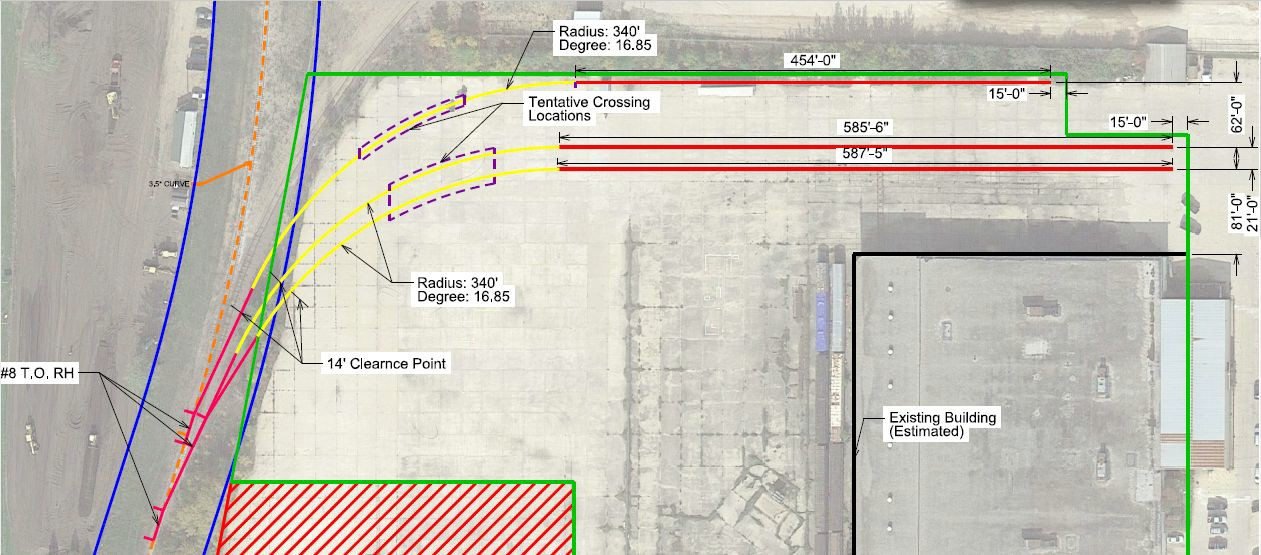 Radius: 340'
Degree: 16.85
454'-0"
15'-0"
Tentative Crossing
Locations
15'-0"
62'-0"
585'-6"
587'-5"
3.5° CURVE
81'-0"
21'-0"
Radius: 340'
Degree: 16.85
14' Clearnce Point
#8 T.O. RH
Existing Building
(Estimated)